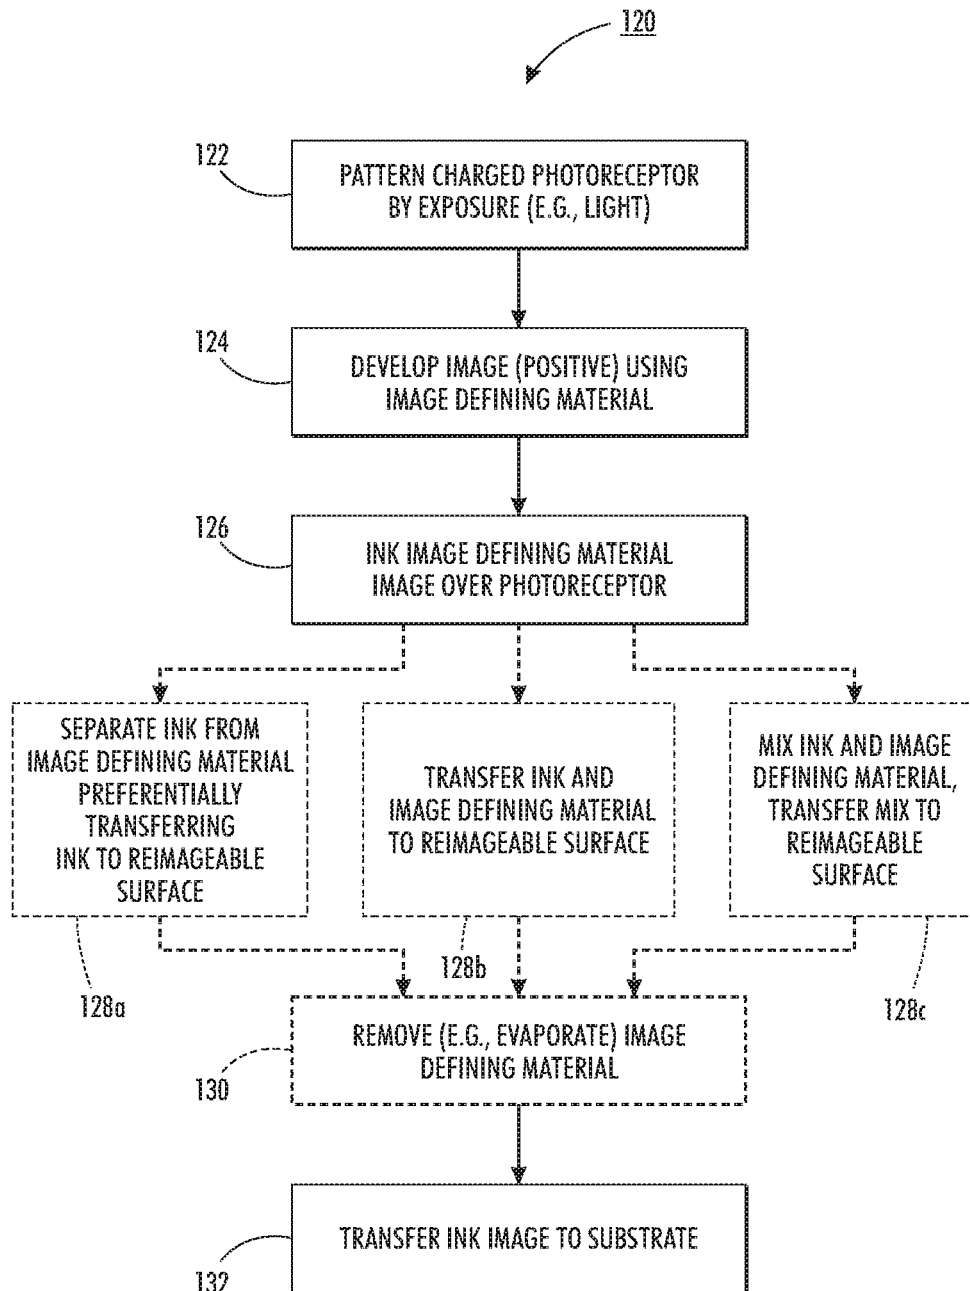 120
122
PATTERN CHARGED PHOTORECEPTOR
BY EXPOSURE (E.G., LIGHT)
124
DEVELOP IMAGE (POSITIVE) USING
IMAGE DEFINING MATERIAL
126
INK IMAGE DEFINING MATERIAL
IMAGE OVER PHOTORECEPTOR
SEPARATE INK FROM
IMAGE DEFINING MATERIAL
PREFERENTIALLY
TRANSFERRING
INK TO REIMAGEABLE
SURFACE
128a
TRANSFER INK AND
IMAGE DEFINING MATERIAL
TO REIMAGEABLE SURFACE
128b
MIX INK AND IMAGE
DEFINING MATERIAL,
TRANSFER MIX TO
REIMAGEABLE
SURFACE
128c
REMOVE (E.G., EVAPORATE) IMAGE
DEFINING MATERIAL
130
TRANSFER INK IMAGE TO SUBSTRATE
132